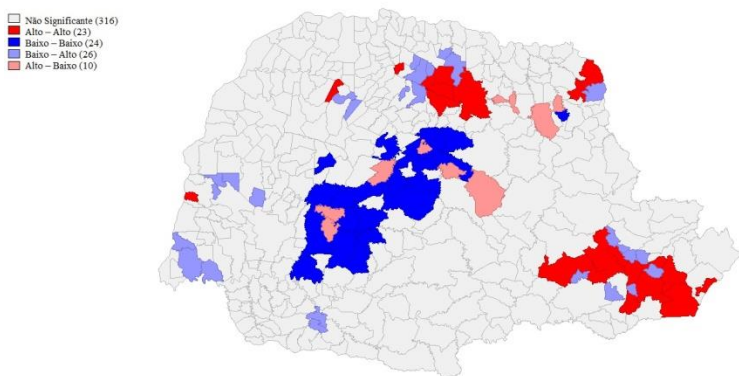 Não Significante (316)
Alto – Alto (23)
Baixo – Baixo (24)
Baixo – Alto (26)
Alto – Baixo (10)